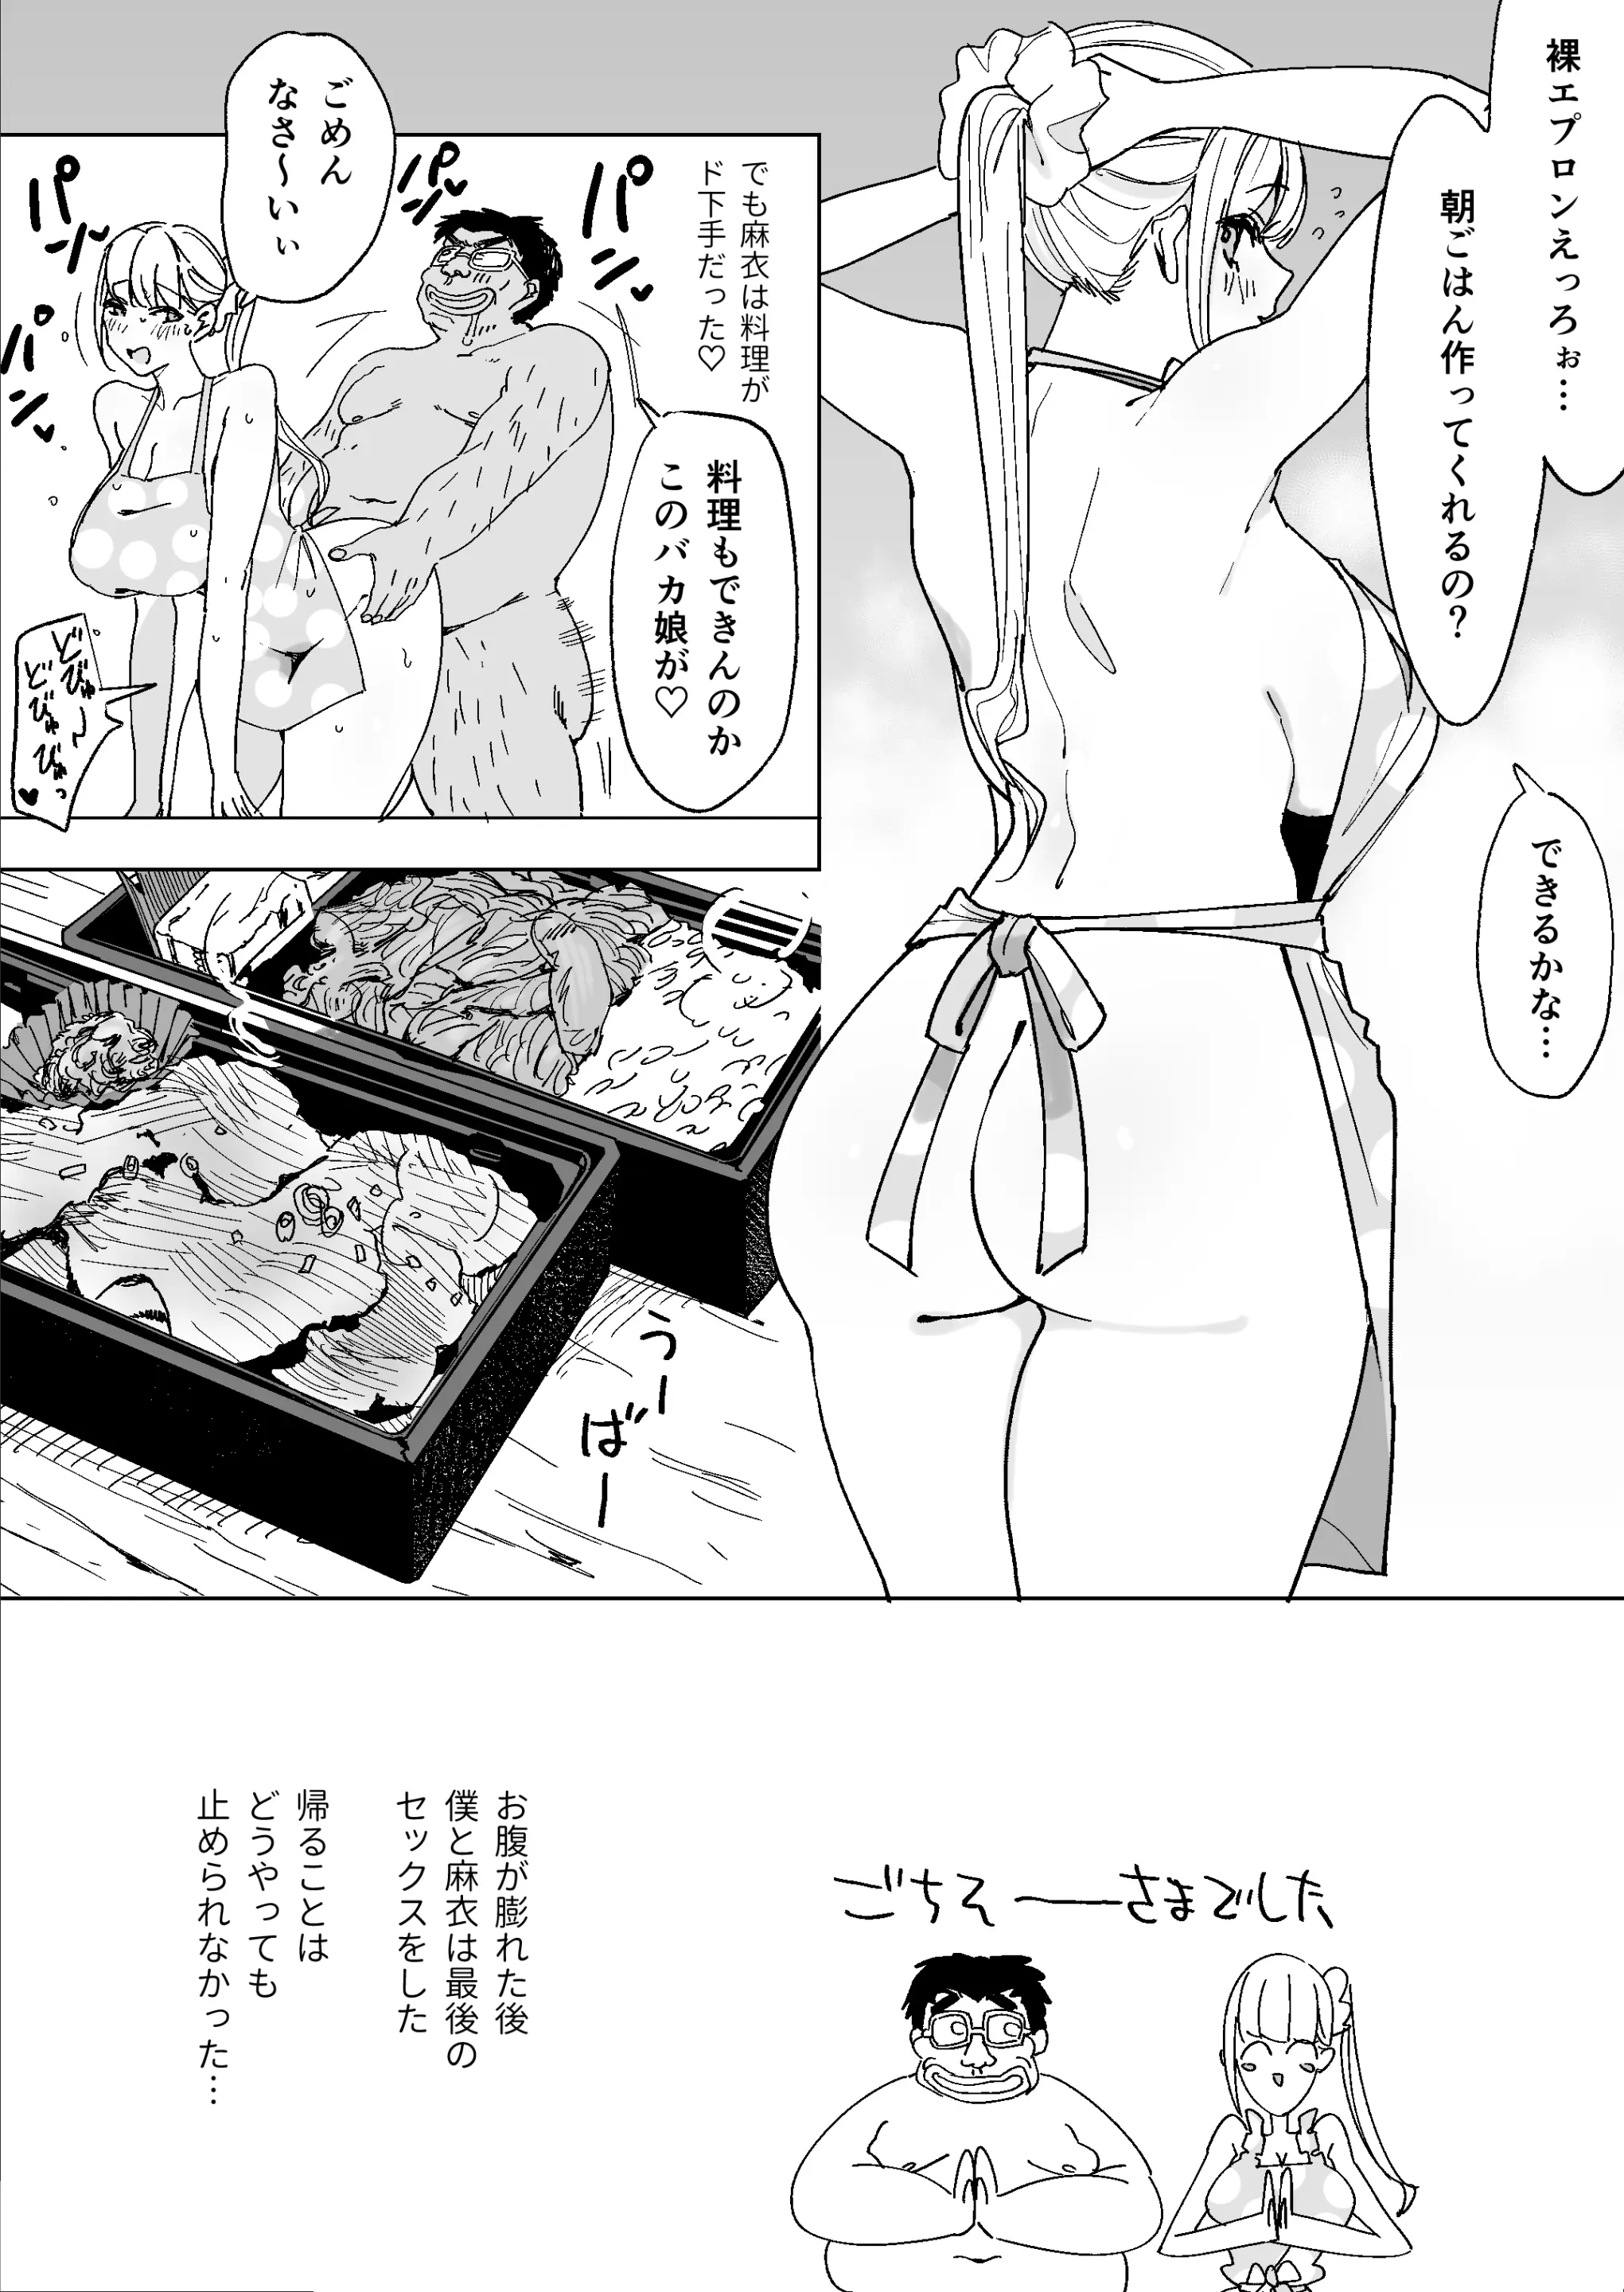 裸エプロンえっろぉ…
朝ごはん作ってくれるの？
できるかな…
でも麻衣は料理が
ド下手だった♡
料理もできんのか
このバカ娘が♡
ごめん
なさ～いぃ
パンッ♡
パンッ♡
パンッ♡
パンッ♡
どびゅ～
どびゅびゅっ♥
うーばー
ごちそーーさまでした
お腹が膨れた後
僕と麻衣は最後の
セックスをした
帰ることは
どうやっても
止められなかった…